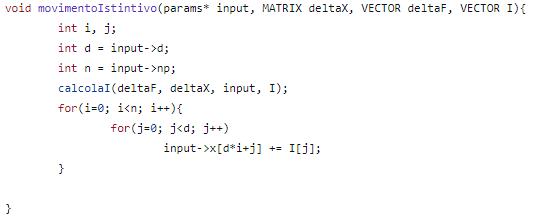 void movimentoIstintivo(params* input, MATRIX deltaX, VECTOR deltaF, VECTOR I){
int i, j;
int d = input->d;
int n = input->np;
calcolaI(deltaF, deltaX, input, I);
for(i=0; i<n; i++){
for(j=0; j<d; j++)
input->x[d*i+j] += I[j];
}
}